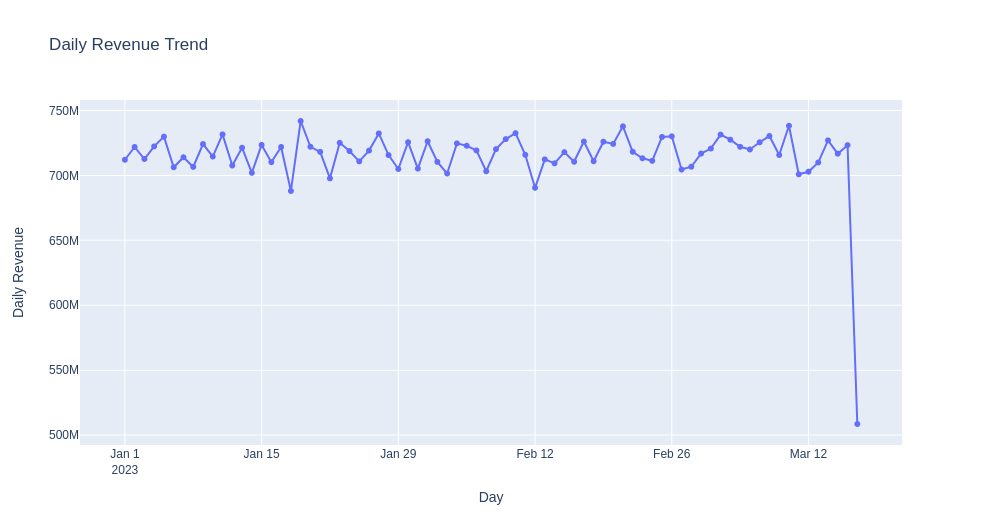 Daily Revenue Trend
750M
700M
650M
600M
550M
500M
Daily Revenue
Jan 1
2023
Jan 15
Jan 29
Feb 12
Feb 26
Mar 12
Day